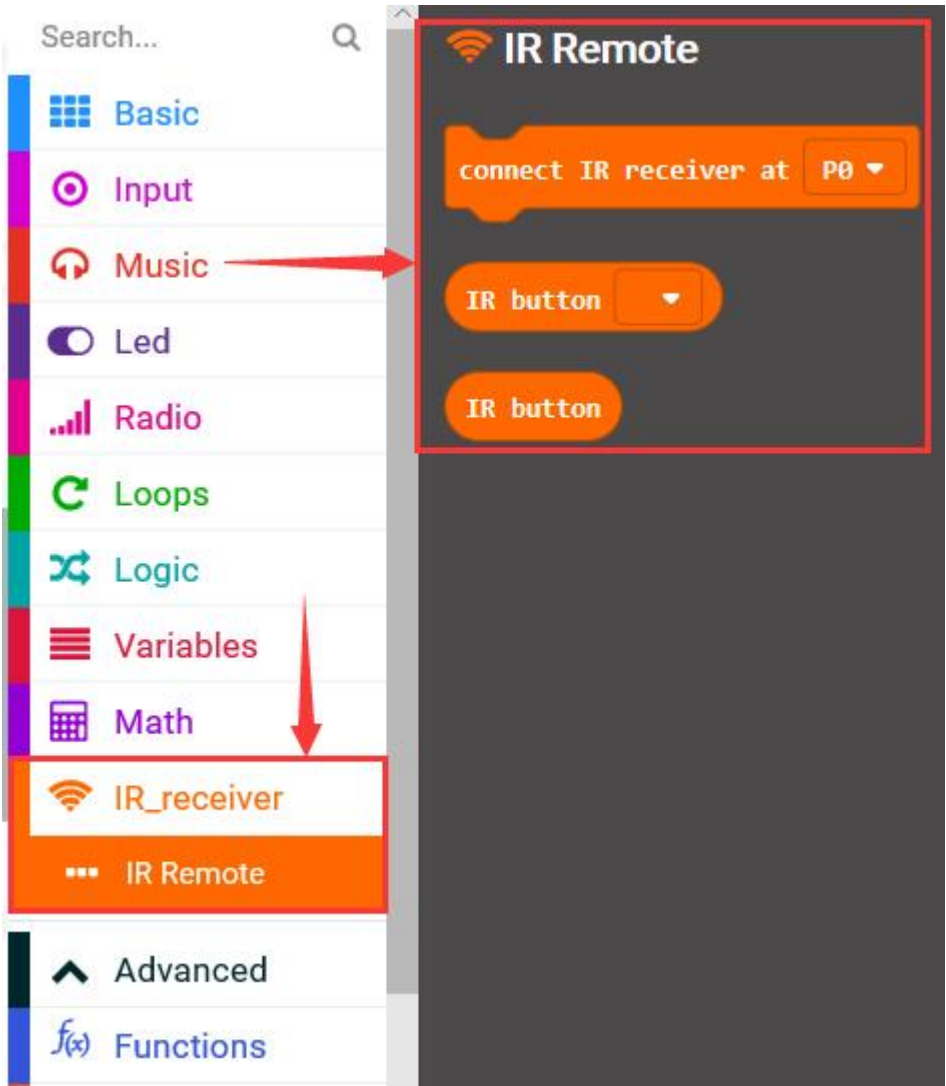 Search...
Basic
Input
Music
Led
Radio
Loops
Logic
Variables
Math
IR_receiver
IR Remote
Advanced
f(x) Functions
IR Remote
connect IR receiver at P0
IR button
IR button